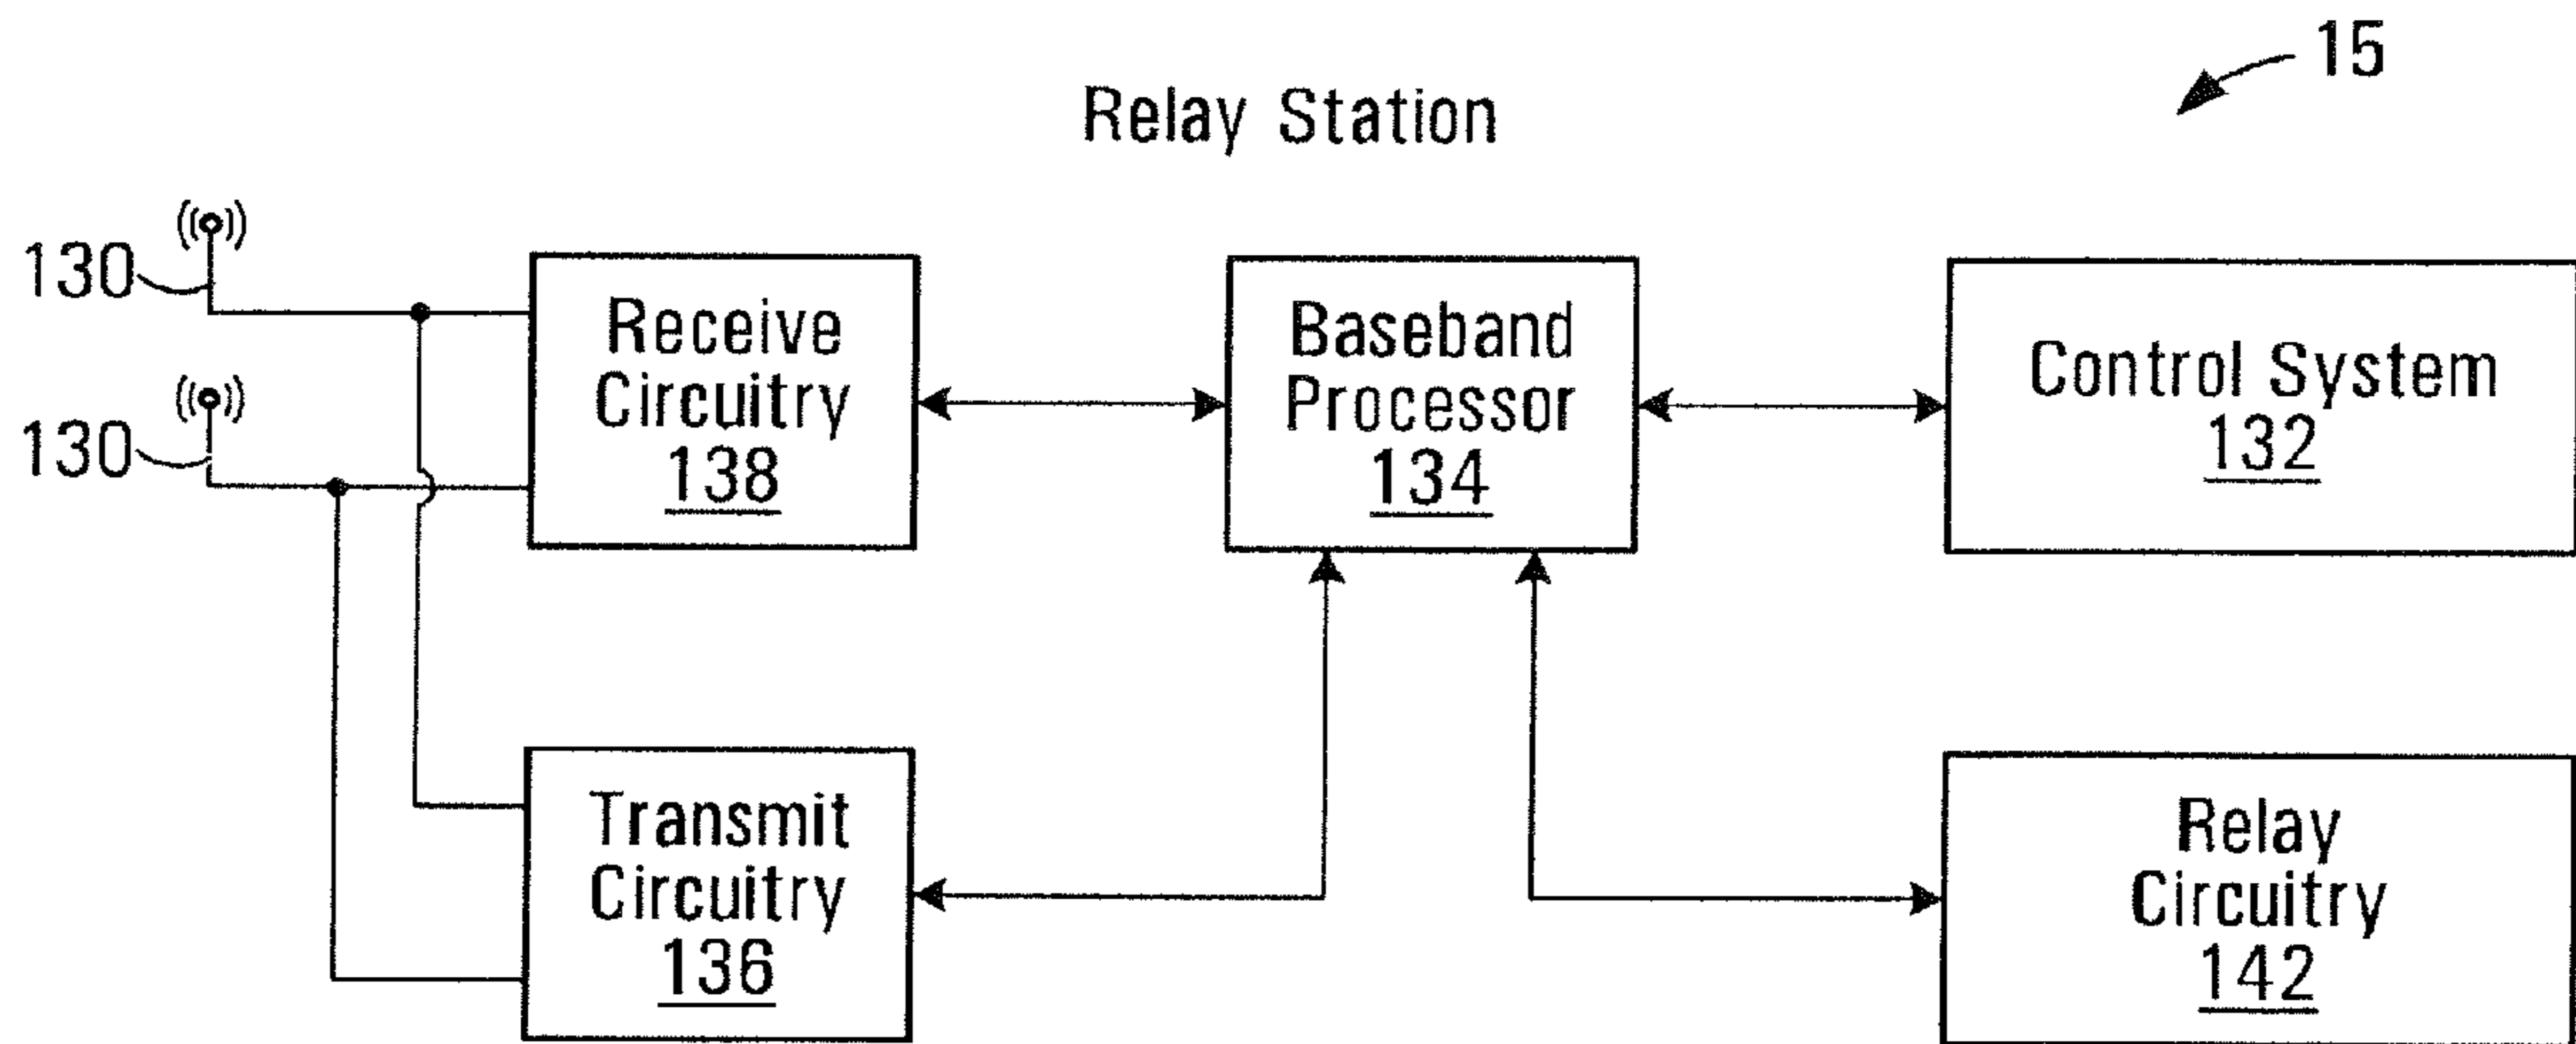 15
Relay Station
130
130
Receive
Circuitry
138
Baseband
Processor
134
Control System
132
Transmit
Circuitry
136
Relay
Circuitry
142